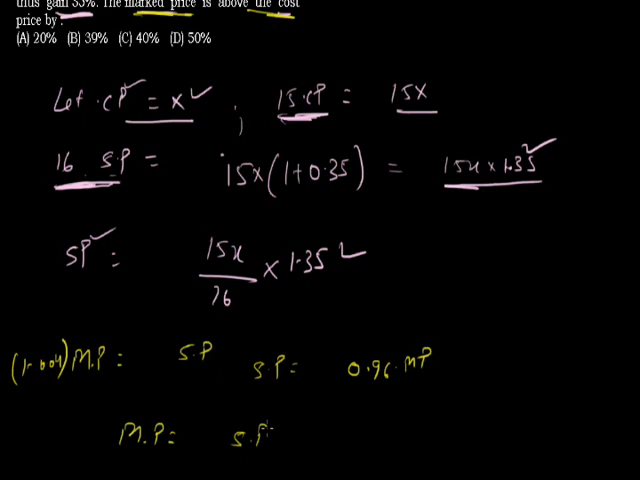 thus gain 35%. The marked price is above the cost
price by :
(A) 20% (B) 39% (C) 40% (D) 50%
Let CP = x ; 15 CP = 15x
16 S.P = 15x(1+0.35) = 15x x 1.35
SP = 15x/16 x 1.35
(1-0.04)M.P = S.P S.P = 0.96 MP
M.P = S.P